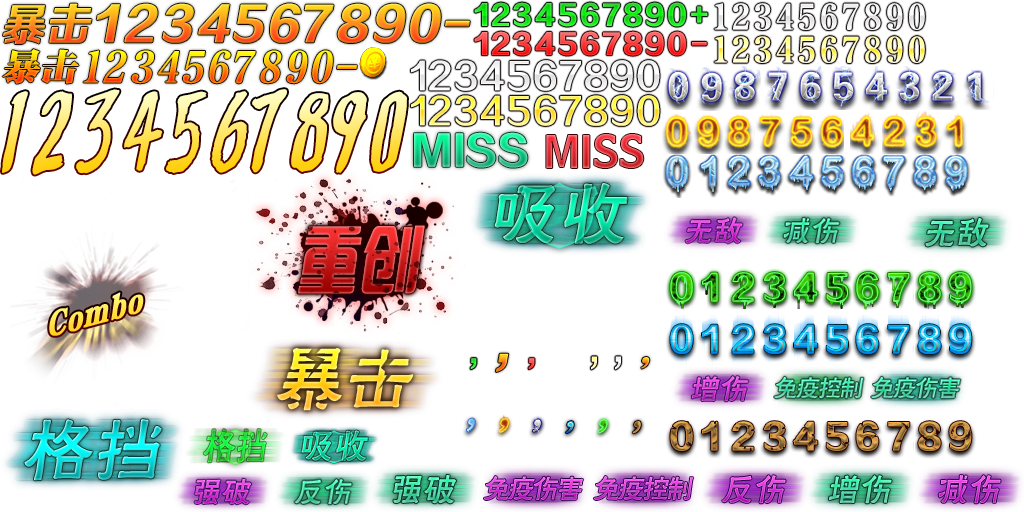 暴击1234567890-
1234567890+
1234567890
1234567890-
1234567890
暴击1234567890-
1234567890
1234567890
1234567890
0987654321
0987564231
MISS MISS
0123456789
吸收
无敌 减伤 无敌
重创
Combo
0123456789
0123456789
暴击
, , , , , ,
增伤 免疫控制 免疫伤害
, , , , , ,
0123456789
格挡 格挡 吸收
强破 反伤 强破 免疫伤害 免疫控制 反伤 增伤 减伤